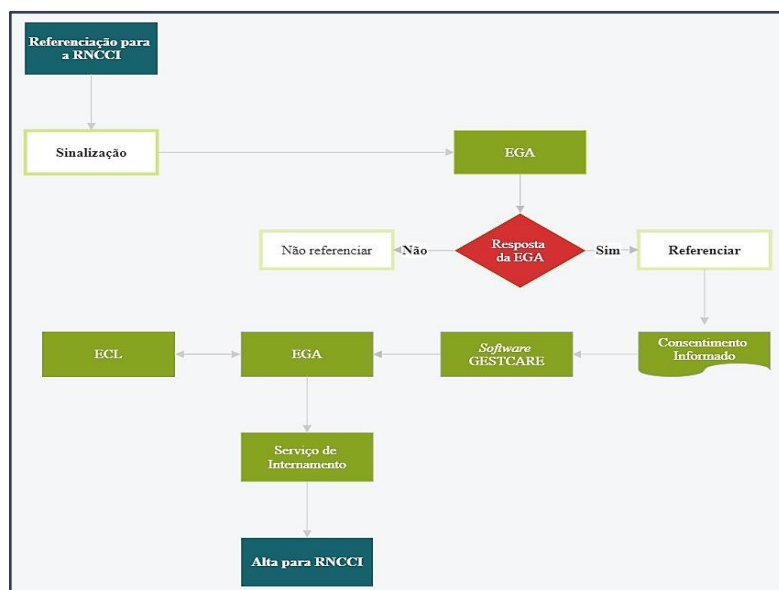 Referenciação para
a RNCCI
Sinalização
EGA
Não referenciar
Não
Resposta
da EGA
Sim
Referenciar
ECL
EGA
Software
GESTCARE
Consentimento
Informado
Serviço de
Internamento
Alta para RNCCI